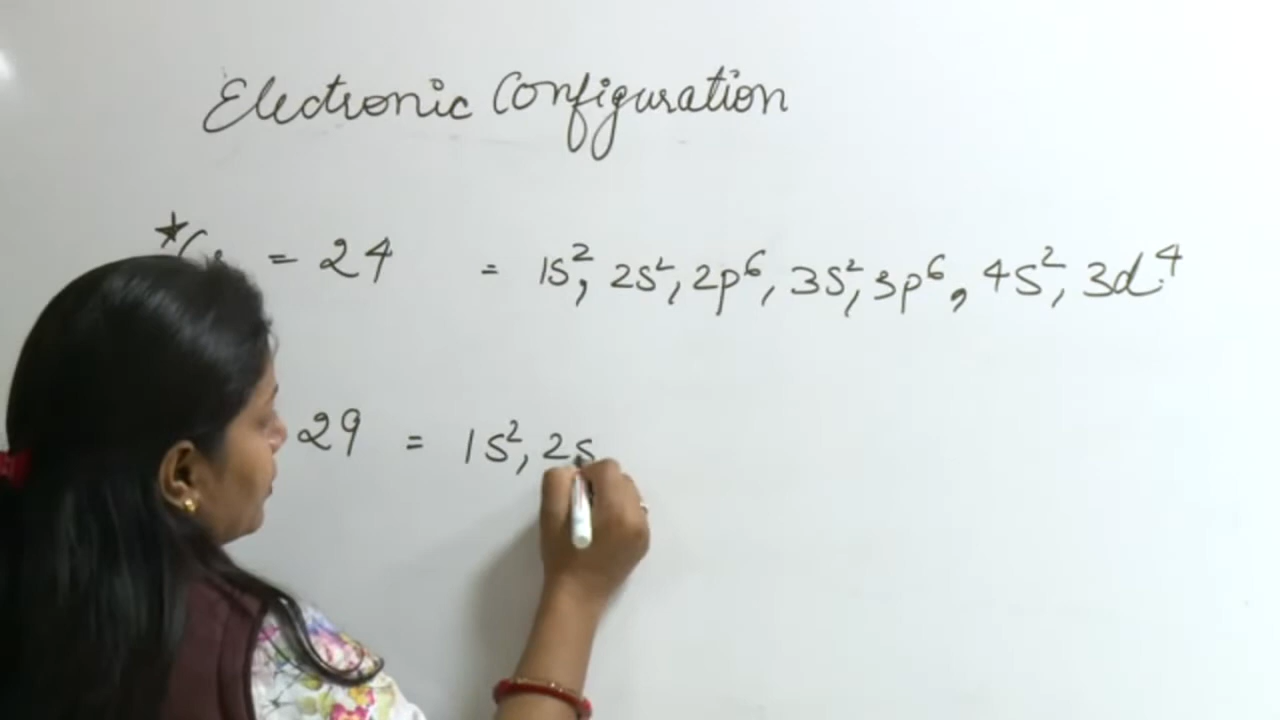 Electronic Configuration
= 24 = 1s², 2s², 2p⁶, 3s², 3p⁶, 4s², 3d⁴
29 = 1s², 2s